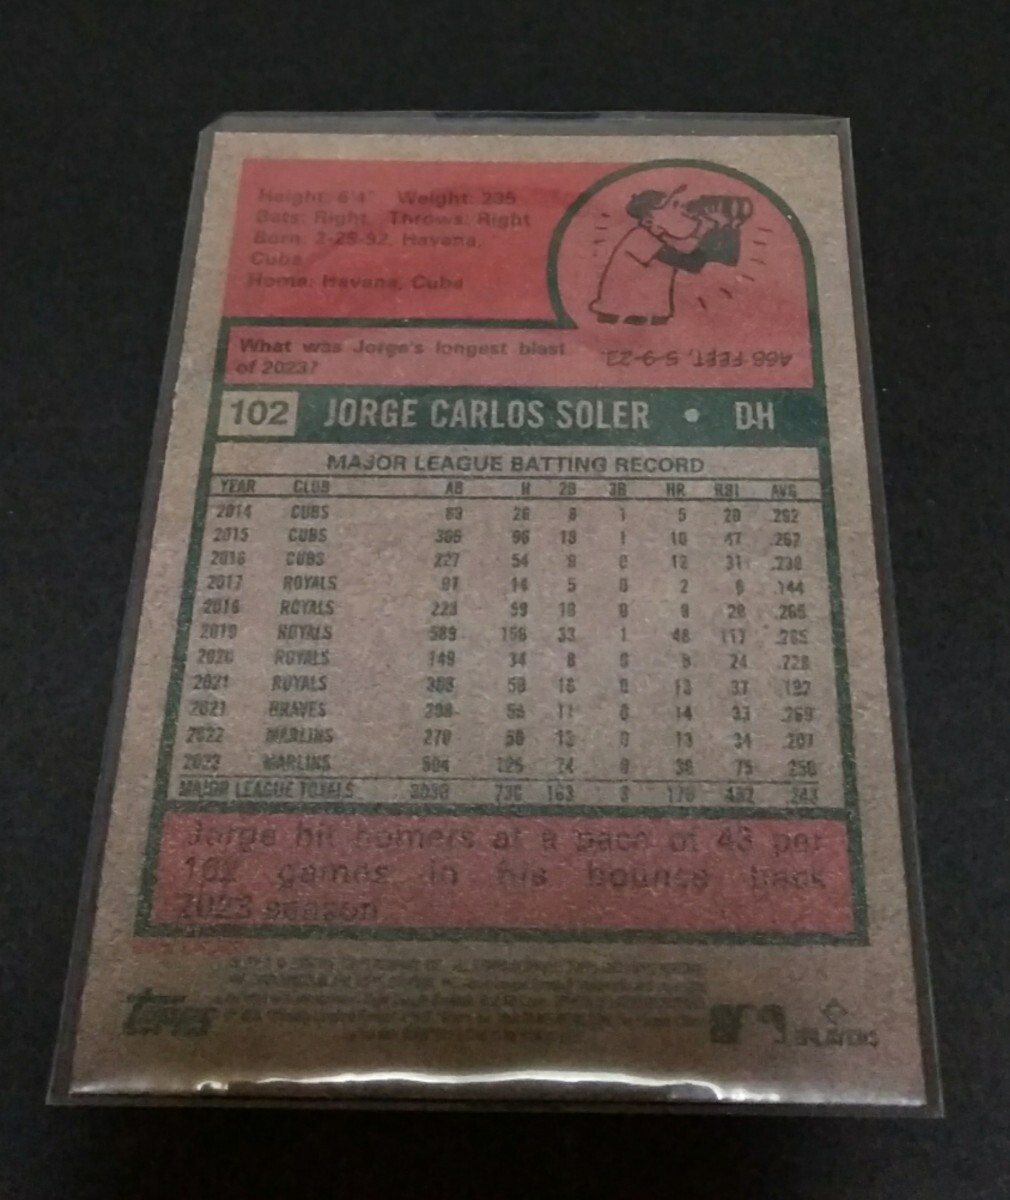 Height: 6'4" Weight: 235
Bats: Right Throws: Right
Born: 2-25-92, Havana,
Cuba
Home: Havana, Cuba
What was Jorge's longest blast
of 2023?
468 FEET, 5-9-23.
102 JORGE CARLOS SOLER • D-H
MAJOR LEAGUE BATTING RECORD
YEAR CLUB AB H 2B 3B HR RBI AVG
2014 CUBS 89 26 8 1 5 20 .292
2015 CUBS 366 96 18 1 10 47 .262
2016 CUBS 227 54 9 0 12 31 .238
2017 ROYALS 97 14 5 0 2 6 .144
2018 ROYALS 223 59 18 0 9 28 .265
2019 ROYALS 589 156 33 1 48 117 .265
2020 ROYALS 149 34 8 0 8 24 .228
2021 ROYALS 308 59 16 0 13 37 .192
2021 BRAVES 208 56 11 0 14 33 .269
2022 MARLINS 270 56 13 0 13 34 .207
2023 MARLINS 504 126 24 0 36 75 .250
MAJOR LEAGUE TOTALS 3030 736 163 3 170 452 .243
Jorge hit homers at a pace of 43 per
162 games in his bounce back
2023 season
topps
PLAYERS